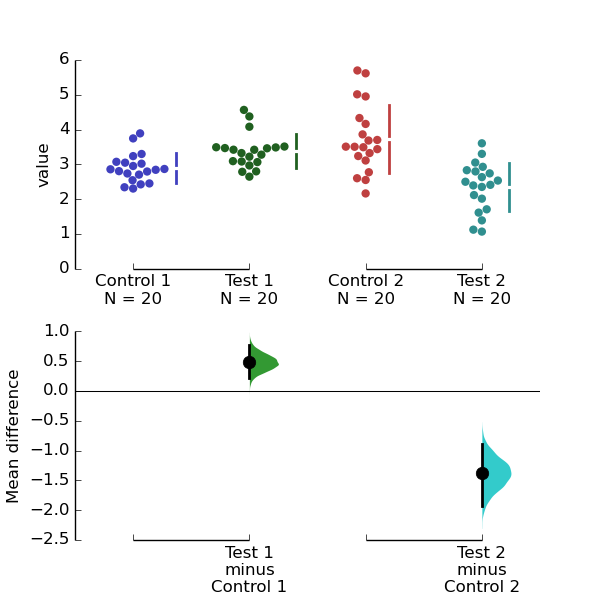 value
6
5
4
3
2
1
0
Control 1
N = 20
Test 1
N = 20
Control 2
N = 20
Test 2
N = 20
Mean difference
1.0
0.5
0.0
−0.5
−1.0
−1.5
−2.0
−2.5
Test 1
minus
Control 1
Test 2
minus
Control 2